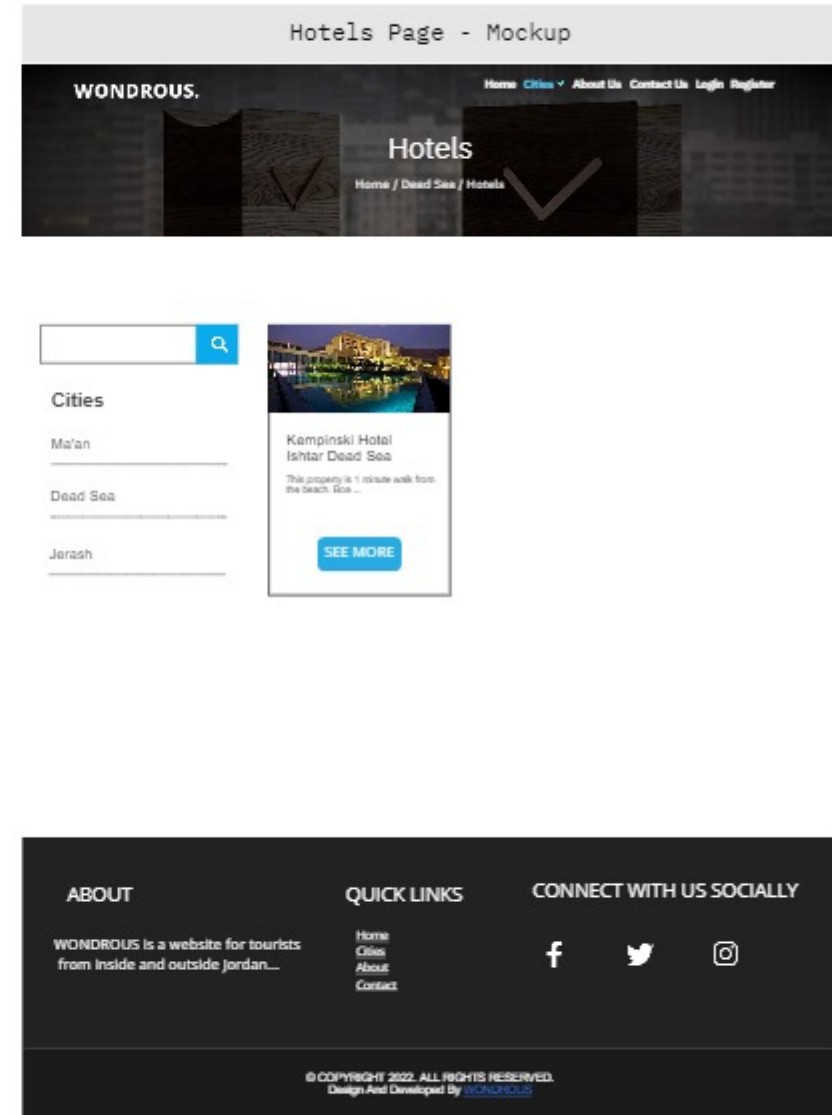 Hotels Page - Mockup
WONDROUS.
Home Cities About Us Contact Us Login Register
Hotels
Home / Dead Sea / Hotels
Cities
Ma'an
Dead Sea
Jerash
Kempinski Hotel
Ishtar Dead Sea
This property is 1 minute walk from
the beach. Boa ...
SEE MORE
ABOUT
WONDROUS is a website for tourists
from inside and outside Jordan....
QUICK LINKS
Home
Cities
About
Contact
CONNECT WITH US SOCIALLY
© COPYRIGHT 2022. ALL RIGHTS RESERVED.
Design And Developed By WONDROUS